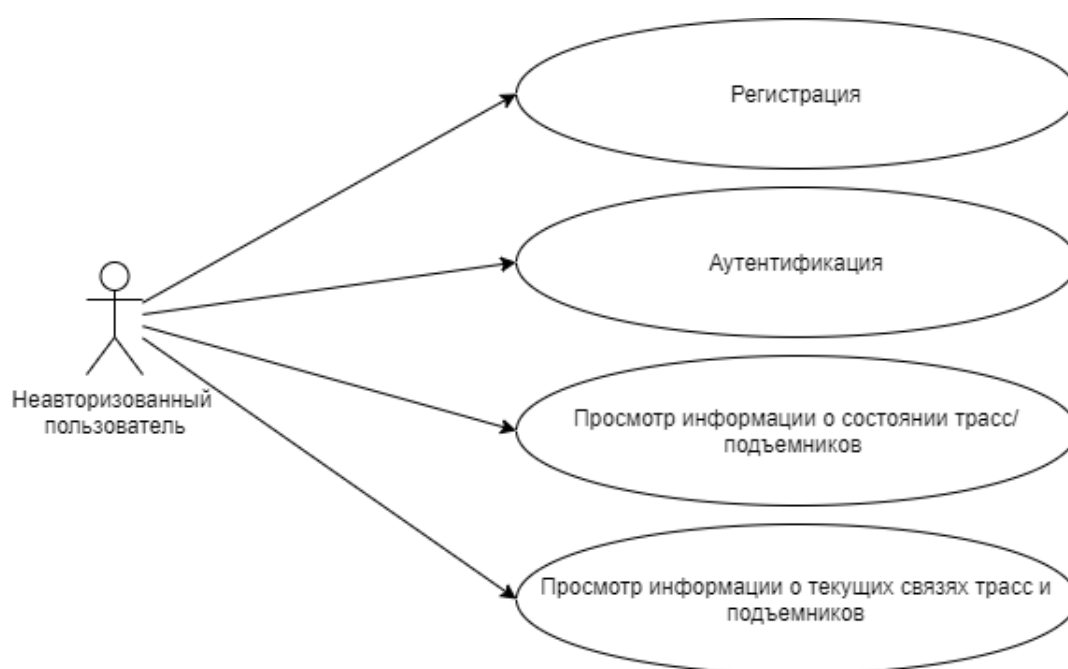 Регистрация
Аутентификация
Неавторизованный
пользователь
Просмотр информации о состоянии трасс/
подъемников
Просмотр информации о текущих связях трасс и
подъемников